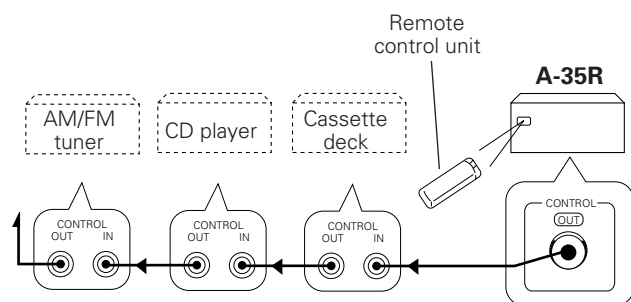 Remote
control unit
A-35R
AM/FM
tuner
CD player
Cassette
deck
CONTROL
OUT IN
CONTROL
OUT IN
CONTROL
OUT IN
CONTROL
OUT